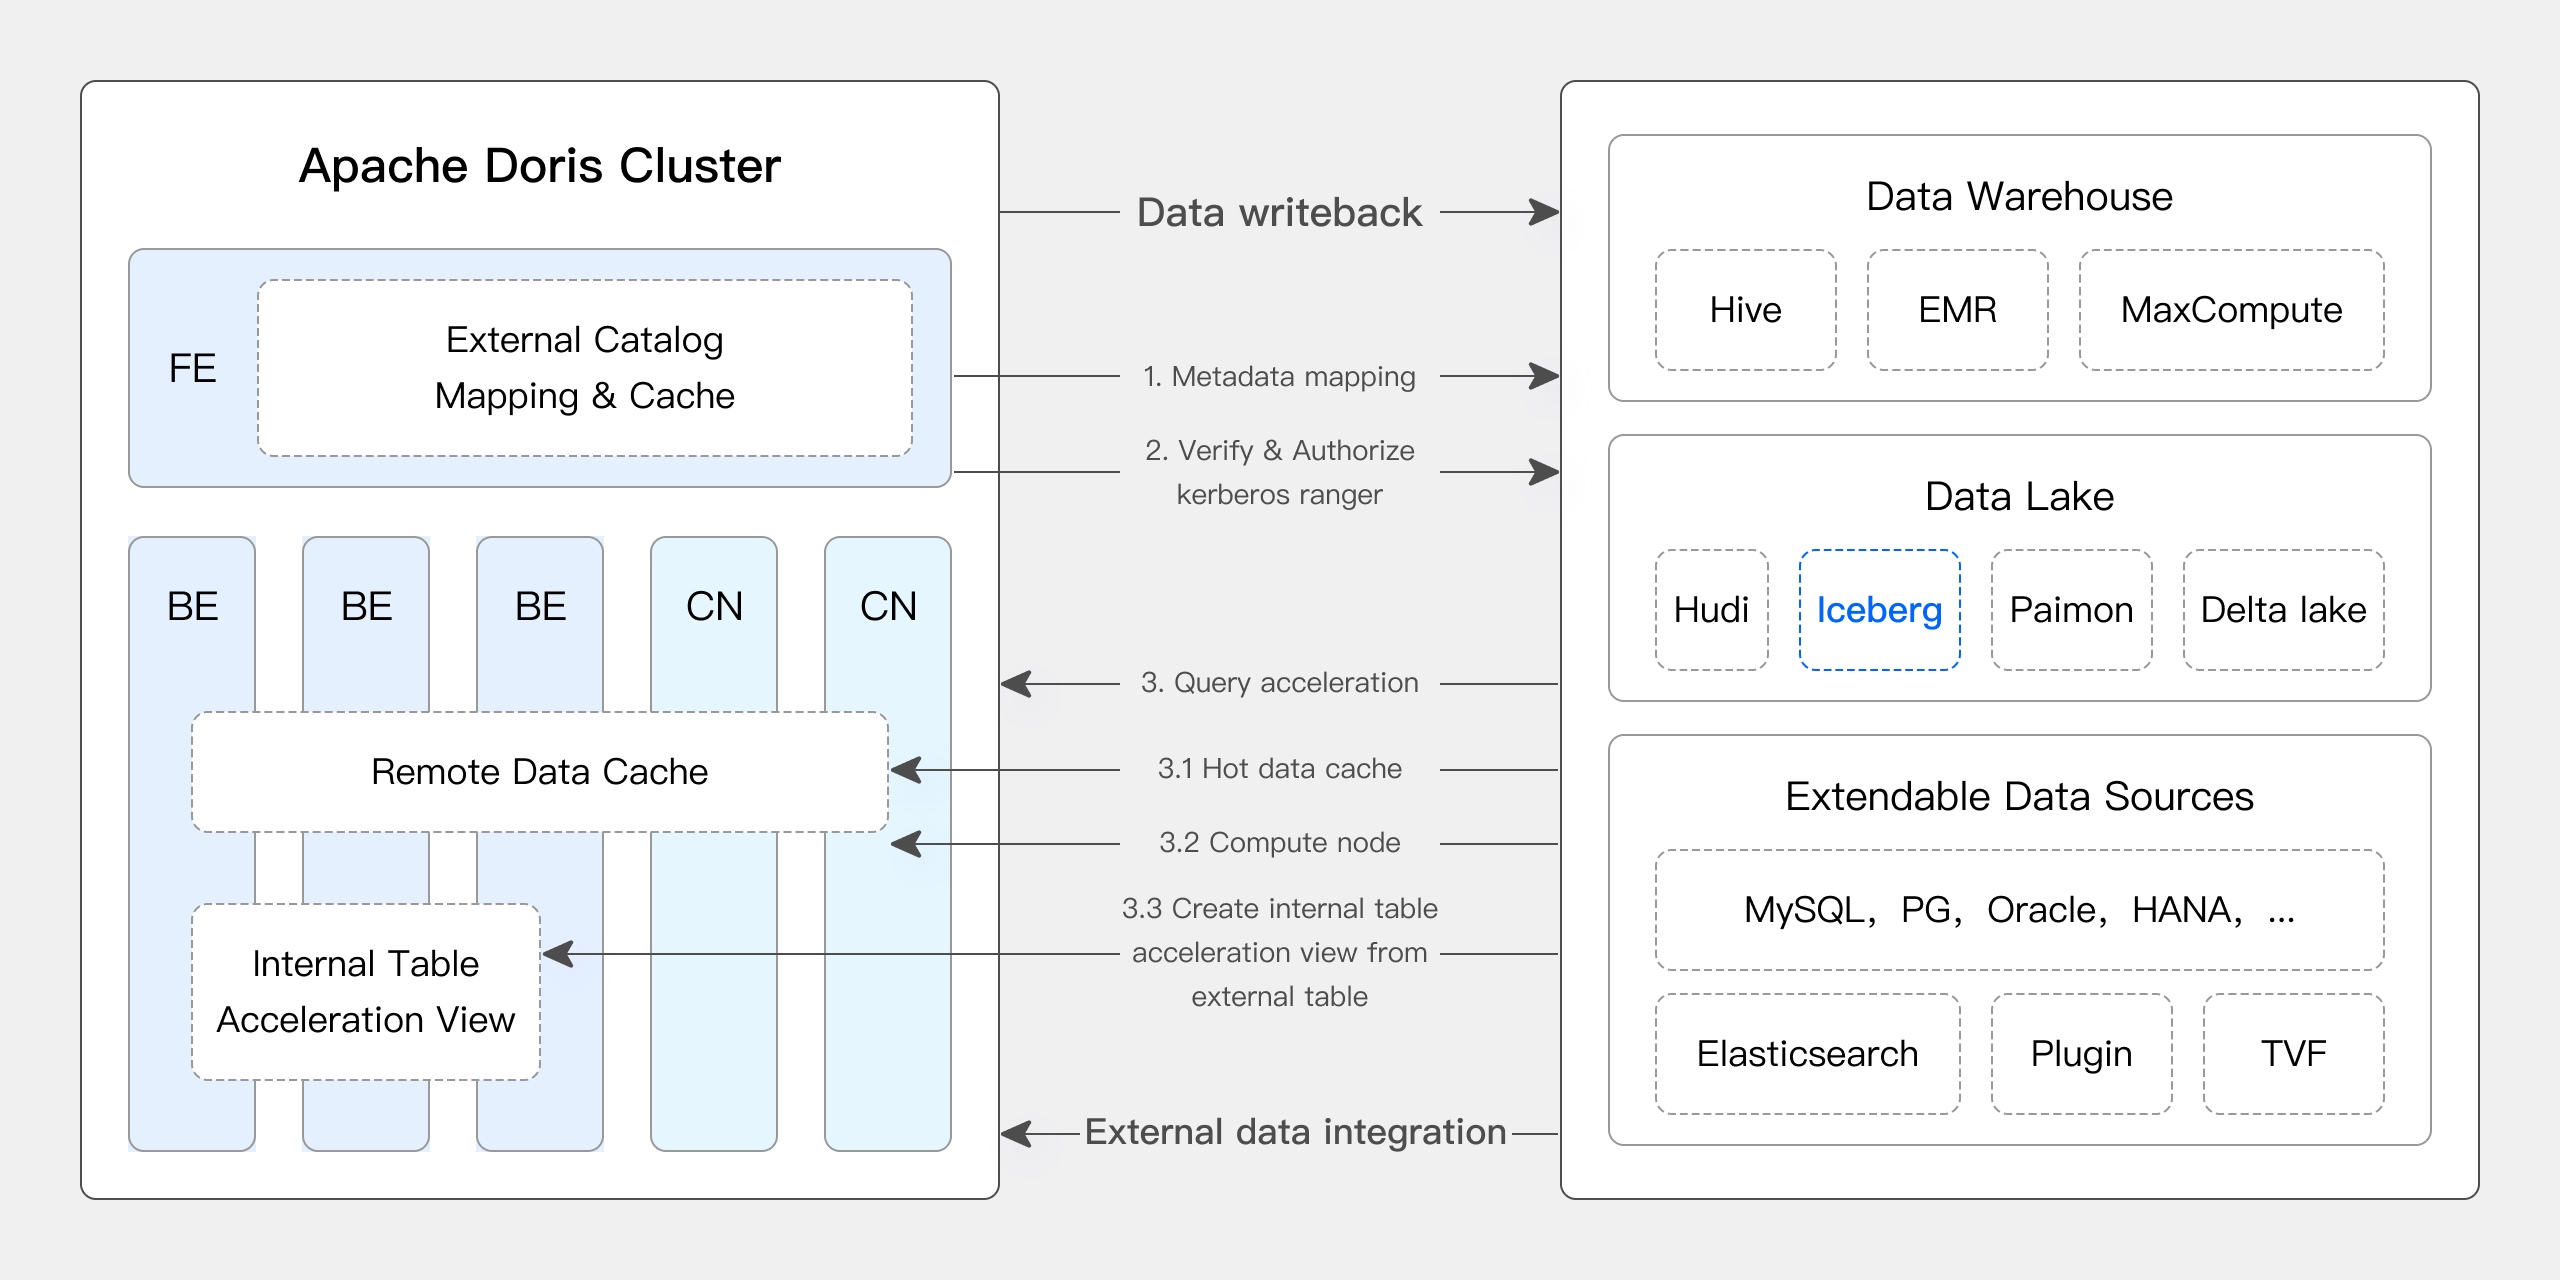 Apache Doris Cluster
FE
External Catalog
Mapping & Cache
BE
BE
BE
CN
CN
Remote Data Cache
Internal Table
Acceleration View
Data writeback
1. Metadata mapping
2. Verify & Authorize
kerberos ranger
3. Query acceleration
3.1 Hot data cache
3.2 Compute node
3.3 Create internal table
acceleration view from
external table
External data integration
Data Warehouse
Hive
EMR
MaxCompute
Data Lake
Hudi
Iceberg
Paimon
Delta lake
Extendable Data Sources
MySQL，PG，Oracle，HANA，...
Elasticsearch
Plugin
TVF